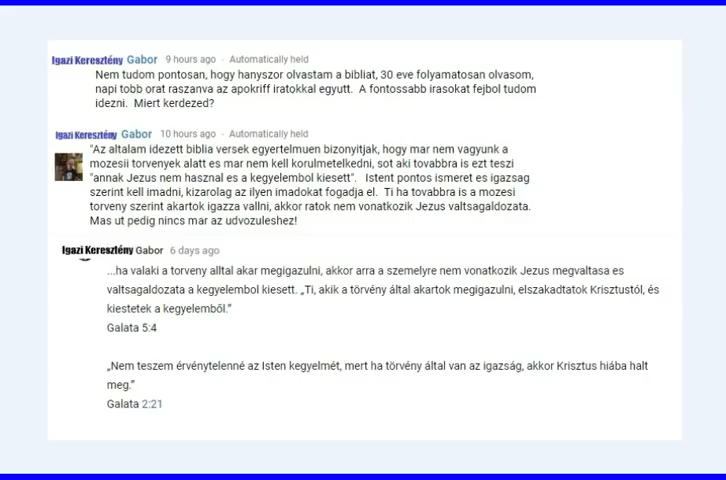 Igazi Keresztény Gabor 9 hours ago · Automatically held
Nem tudom pontosan, hogy hanyszor olvastam a bibliat, 30 eve folyamatosan olvasom,
napi tobb orat raszanva az apokriff iratokkal egyutt. A fontossabb irasokat fejbol tudom
idezni. Miert kerdezed?
Igazi Keresztény Gabor 10 hours ago · Automatically held
"Az altalam idezett biblia versek egyertelmuen bizonyitjak, hogy mar nem vagyunk a
mozesii torvenyek alatt es mar nem kell korulmetelkedni, sot aki tovabbra is ezt teszi
"annak Jezus nem hasznal es a kegyelembol kiesett". Istent pontos ismeret es igazsag
szerint kell imadni, kizarolag az ilyen imadokat fogadja el. Ti ha tovabbra is a mozesi
torveny szerint akartok igazza vallni, akkor ratok nem vonatkozik Jezus valtsagaldozata.
Mas ut pedig nincs mar az udvozuleshez!
Igazi Keresztény Gabor 6 days ago
...ha valaki a torveny alltal akar megigazulni, akkor arra a szemelyre nem vonatkozik Jezus megvaltasa es
valtsagaldozata a kegyelembol kiesett. „Ti, akik a törvény által akartok megigazulni, elszakadtatok Krisztustól, és
kiestetek a kegyelemből.”
Galata 5:4
„Nem teszem érvénytelenné az Isten kegyelmét, mert ha törvény által van az igazság, akkor Krisztus hiába halt
meg.”
Galata 2:21